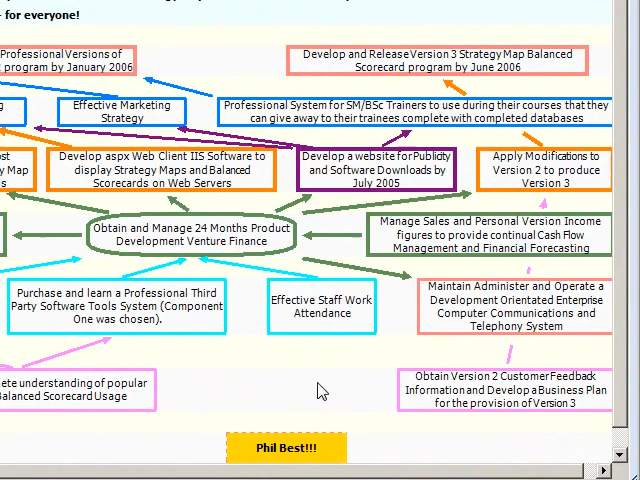 - for everyone!
Professional Versions of
program by January 2006
Develop and Release Version 3 Strategy Map Balanced
Scorecard program by June 2006
Effective Marketing
Strategy
Professional System for SM/BSc Trainers to use during their courses that they
can give away to their trainees complete with completed databases
Develop aspx Web Client IIS Software to
display Strategy Maps and Balanced
Scorecards on Web Servers
Develop a website for Publicity
and Software Downloads by
July 2005
Apply Modifications to
Version 2 to produce
Version 3
Map
Obtain and Manage 24 Months Product
Development Venture Finance
Manage Sales and Personal Version Income
figures to provide continual Cash Flow
Management and Financial Forecasting
Purchase and learn a Professional Third
Party Software Tools System (Component
One was chosen).
Effective Staff Work
Attendance
Maintain Administer and Operate a
Development Orientated Enterprise
Computer Communications and
Telephony System
ete understanding of popular
Balanced Scorecard Usage
Obtain Version 2 Customer Feedback
Information and Develop a Business Plan
for the provision of Version 3
Phil Best!!!